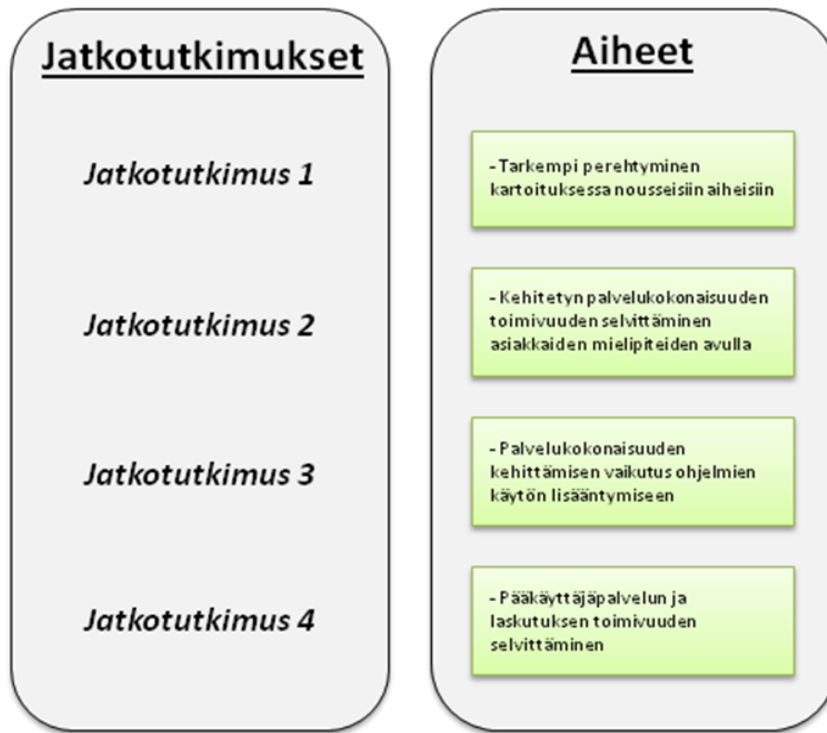 Jatkotutkimukset
Jatkotutkimus 1
Jatkotutkimus 2
Jatkotutkimus 3
Jatkotutkimus 4
Aiheet
- Tarkempi perehtyminen
kartoituksessa nousseisiin aiheisiin
- Kehitetyn palvelukokonaisuuden
toimivuuden selvittäminen
asiakkaiden mielipiteiden avulla
- Palvelukokonaisuuden
kehittämisen vaikutus ohjelmien
käytön lisääntymiseen
- Pääkäyttäjäpalvelun ja
laskutuksen toimivuuden
selvittäminen